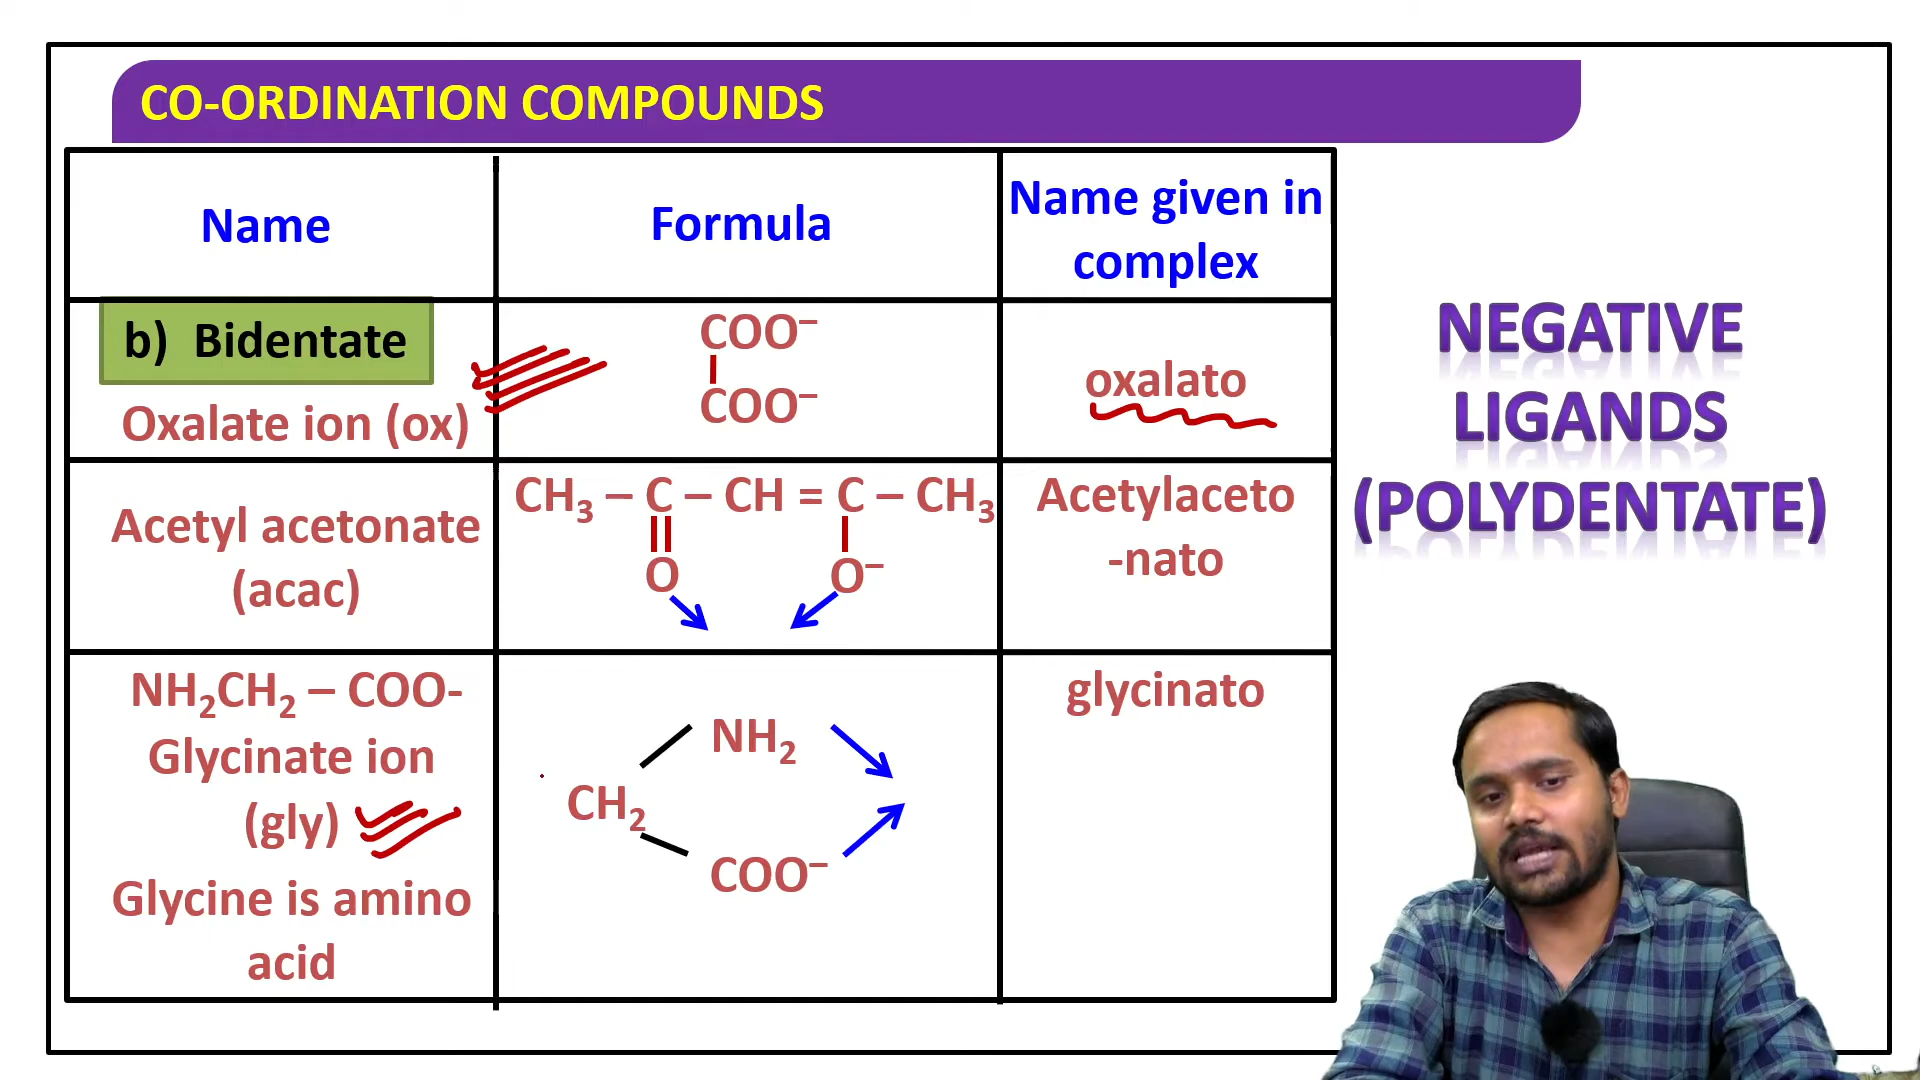 CO-ORDINATION COMPOUNDS
Name
Formula
Name given in
complex
b) Bidentate
Oxalate ion (ox)
COO⁻
COO⁻
oxalato
Acetyl acetonate
(acac)
CH₃ – C – CH = C – CH₃
O O⁻
Acetylaceto
-nato
NH₂CH₂ – COO-
Glycinate ion
(gly)
Glycine is amino
acid
NH₂
CH₂
COO⁻
glycinato
NEGATIVE
LIGANDS
(POLYDENTATE)